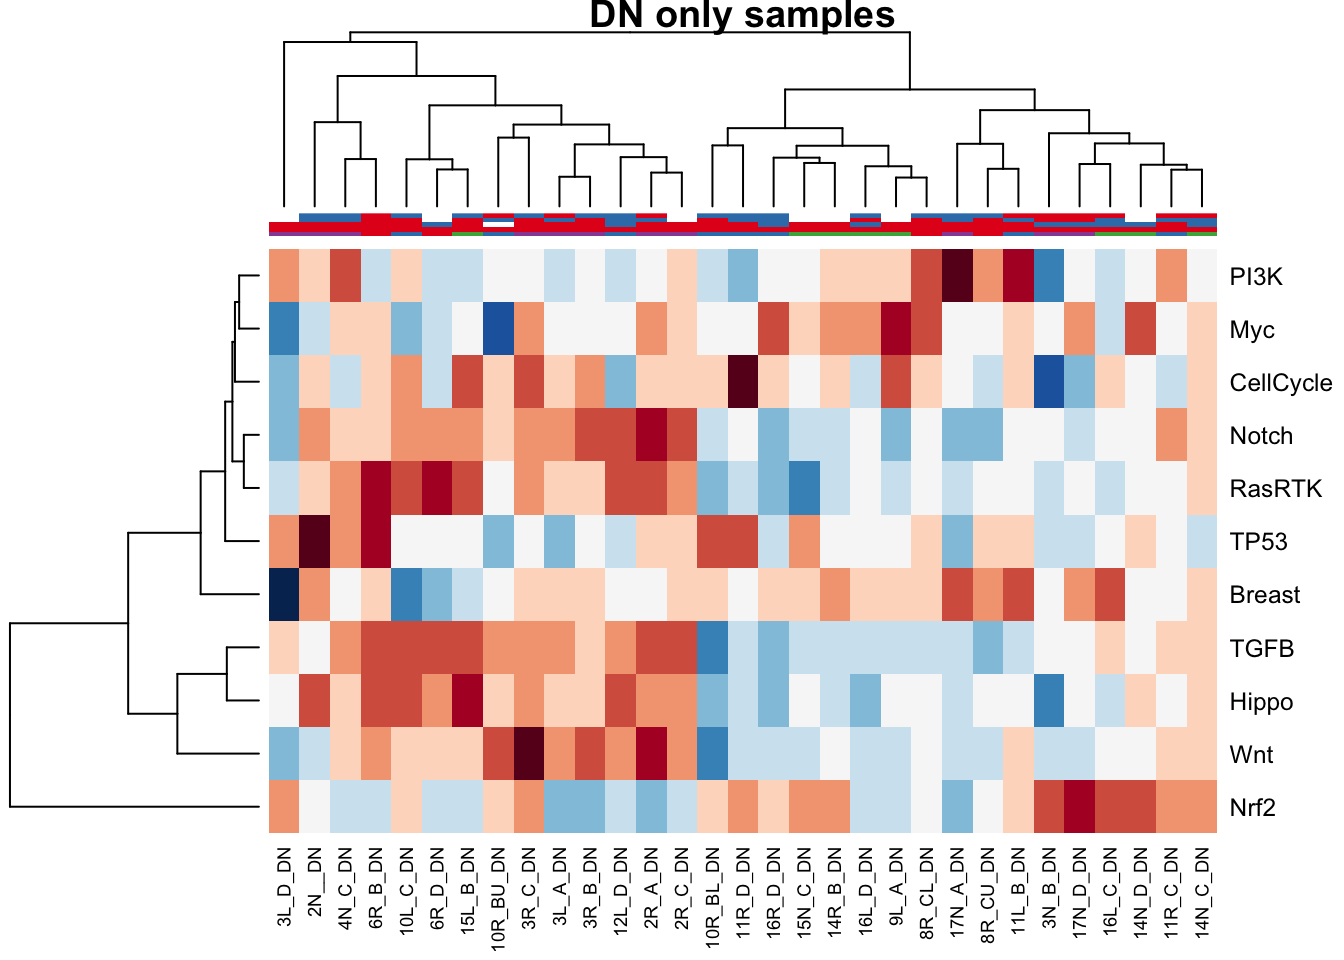 DN only samples
PI3K
Myc
CellCycle
Notch
RasRTK
TP53
Breast
TGFB
Hippo
Wnt
Nrf2
3L_D_DN
2N__DN
4N_C_DN
6R_B_DN
10L_C_DN
6R_D_DN
15L_B_DN
10R_BU_DN
3R_C_DN
3L_A_DN
3R_B_DN
12L_D_DN
2R_A_DN
2R_C_DN
10R_BL_DN
11R_D_DN
16R_D_DN
15N_C_DN
14R_B_DN
16L_D_DN
9L_A_DN
8R_CL_DN
17N_A_DN
8R_CU_DN
11L_B_DN
3N_B_DN
17N_D_DN
16L_C_DN
14N_D_DN
11R_C_DN
14N_C_DN